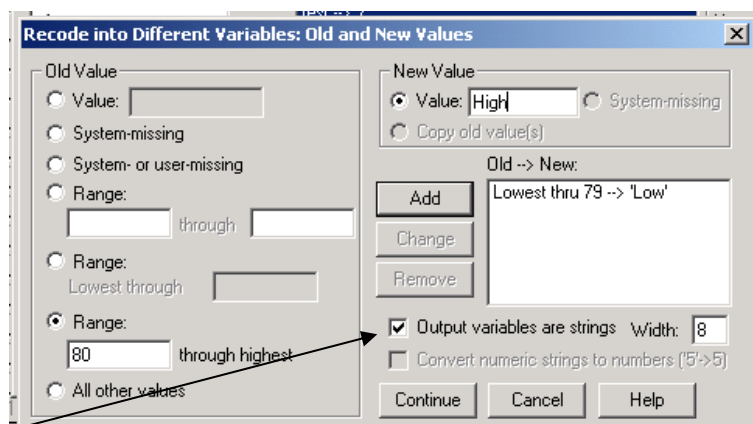 Recode into Different Variables: Old and New Values
Old Value
Value:
System-missing
System- or user-missing
Range:
through
Range:
Lowest through
Range:
80 through highest
All other values
New Value
Value: High System-missing
Copy old value(s)
Old --> New:
Add
Change
Remove
Lowest thru 79 --> 'Low'
Output variables are strings Width: 8
Convert numeric strings to numbers ('5'->5)
Continue Cancel Help